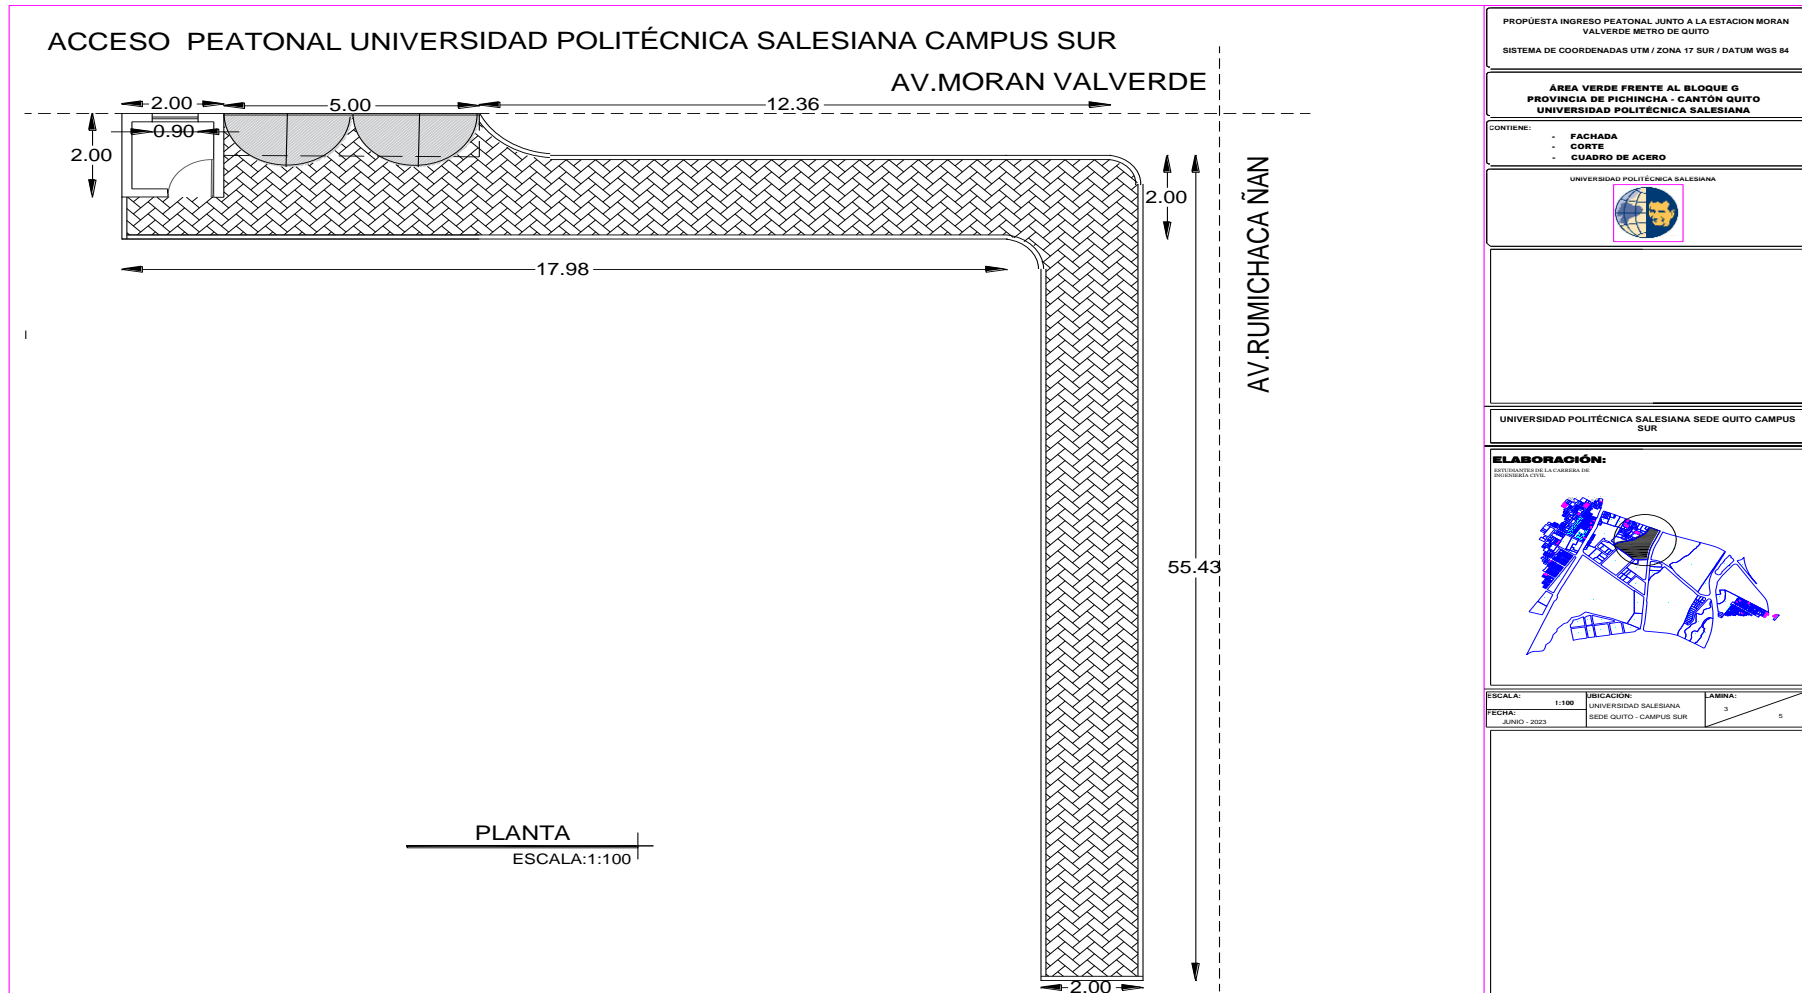 ACCESO PEATONAL UNIVERSIDAD POLITÉCNICA SALESIANA CAMPUS SUR
AV.MORAN VALVERDE
2.00
5.00
12.36
0.90
2.00
2.00
17.98
AV.RUMICHACA ÑAN
55.43
PLANTA
ESCALA:1:100
2.00
PROPÚESTA INGRESO PEATONAL JUNTO A LA ESTACION MORAN
VALVERDE METRO DE QUITO
SISTEMA DE COORDENADAS UTM / ZONA 17 SUR / DATUM WGS 84
ÁREA VERDE FRENTE AL BLOQUE G
PROVINCIA DE PICHINCHA - CANTÓN QUITO
UNIVERSIDAD POLITÉCNICA SALESIANA
CONTIENE:
- FACHADA
- CORTE
- CUADRO DE ACERO
UNIVERSIDAD POLITÉCNICA SALESIANA
UNIVERSIDAD POLITÉCNICA SALESIANA SEDE QUITO CAMPUS
SUR
ELABORACIÓN:
ESTUDIANTES DE LA CARRERA DE
INGENIERÍA CIVIL
ESCALA:
1:100
FECHA:
JUNIO - 2023
UBICACIÓN:
UNIVERSIDAD SALESIANA
SEDE QUITO - CAMPUS SUR
LAMINA:
3
5